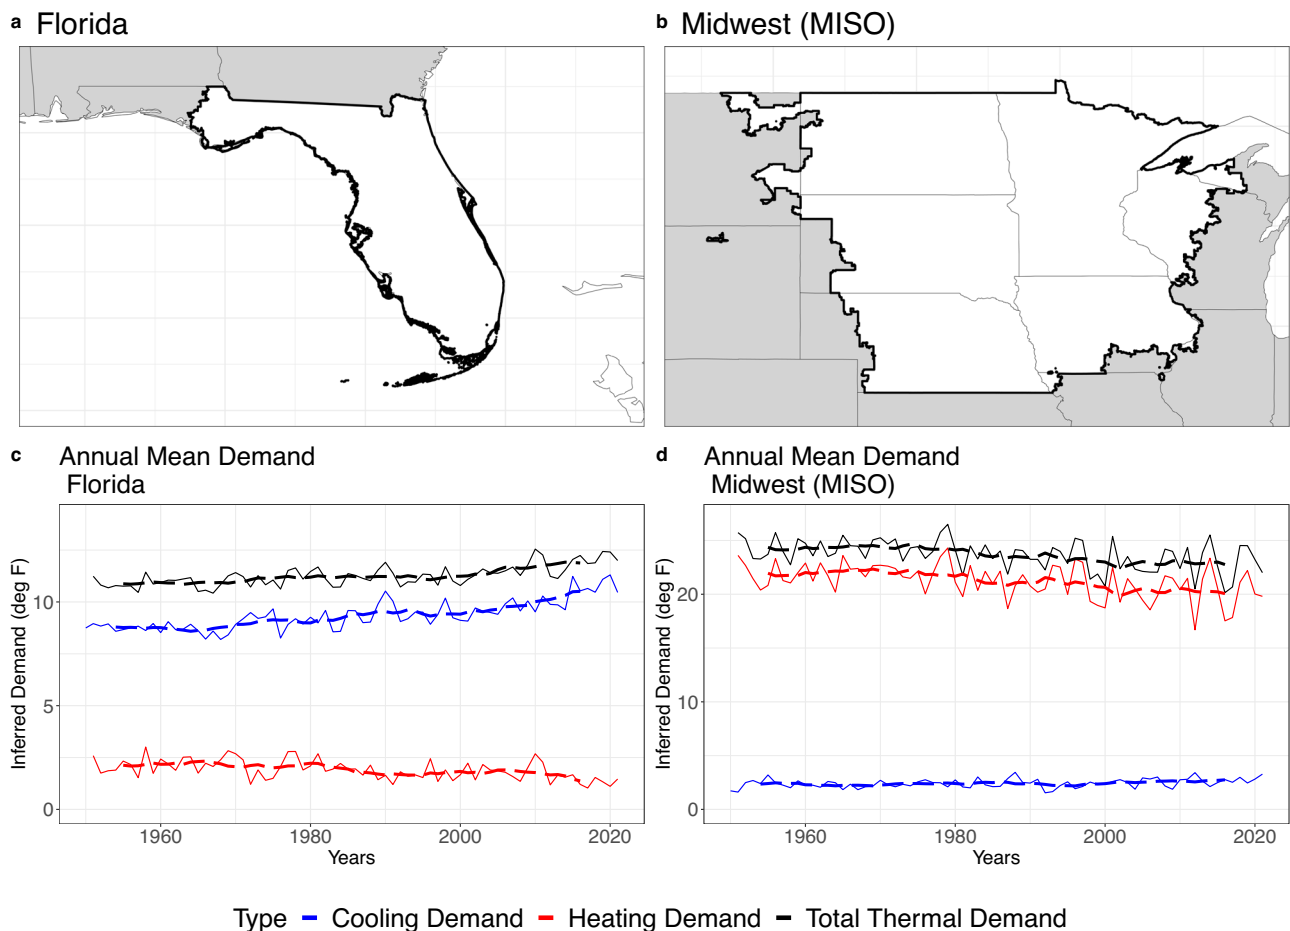 a Florida
b Midwest (MISO)
c Annual Mean Demand
Florida
Inferred Demand (deg F)
10
5
0
1960 1980 2000 2020
Years
d Annual Mean Demand
Midwest (MISO)
Inferred Demand (deg F)
20
10
0
1960 1980 2000 2020
Years
Type Cooling Demand Heating Demand Total Thermal Demand